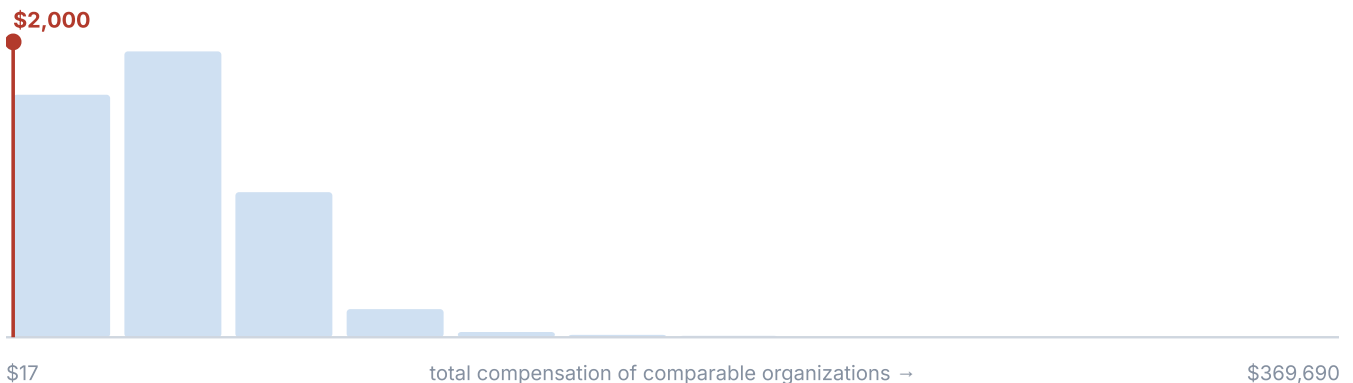 $2,000
$17 total compensation of comparable organizations → $369,690